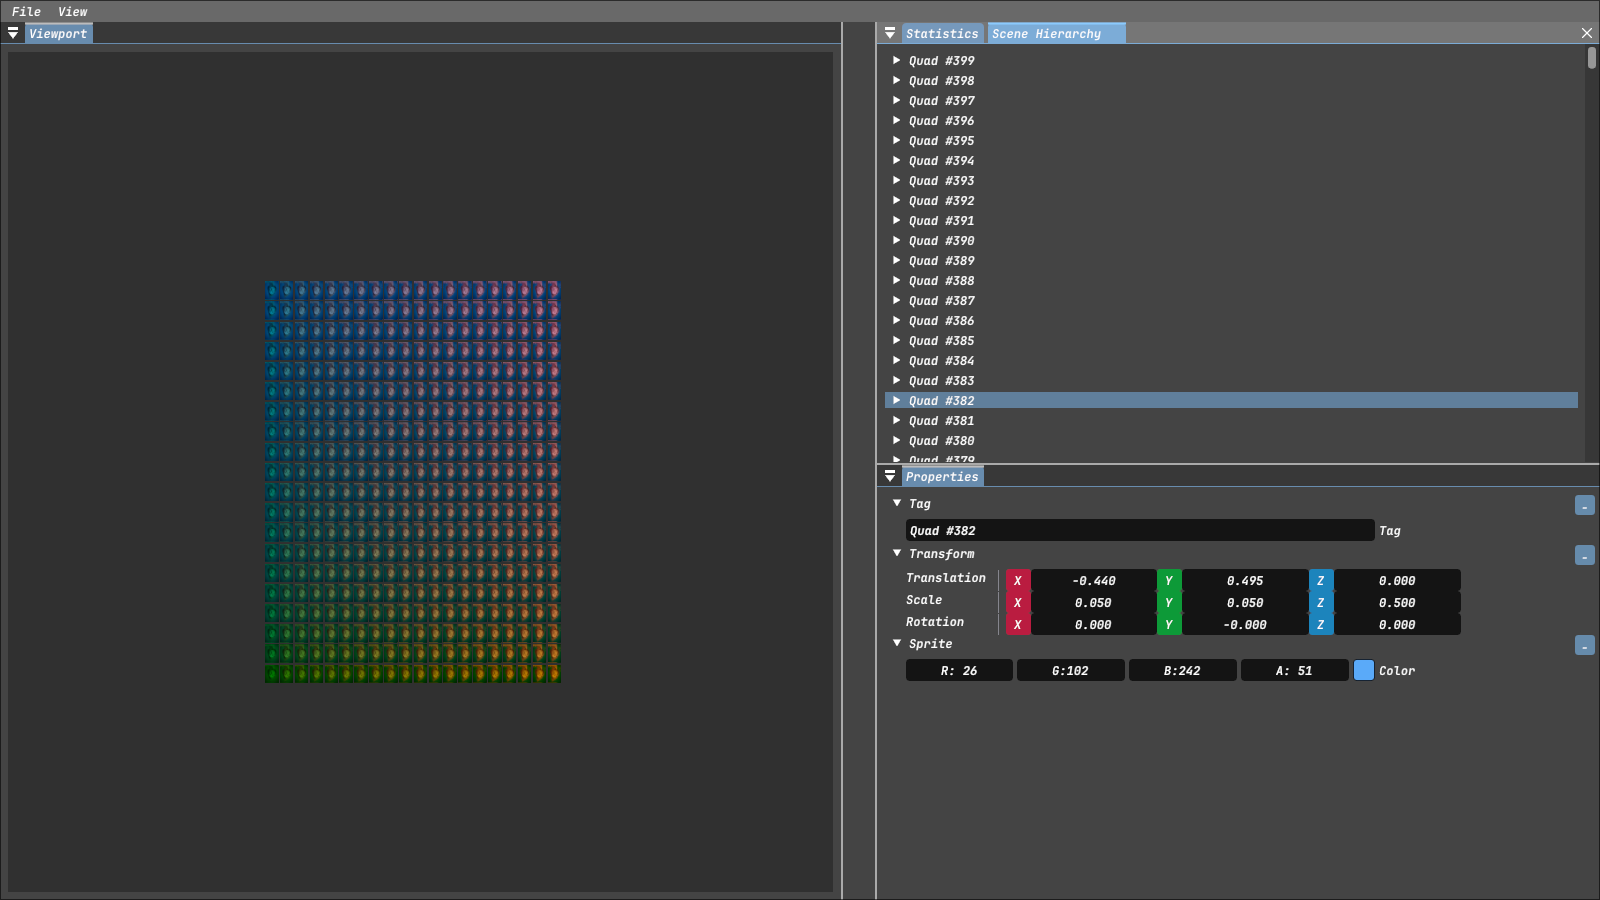 File View
Viewport
Statistics Scene Hierarchy
Quad #399
Quad #398
Quad #397
Quad #396
Quad #395
Quad #394
Quad #393
Quad #392
Quad #391
Quad #390
Quad #389
Quad #388
Quad #387
Quad #386
Quad #385
Quad #384
Quad #383
Quad #382
Quad #381
Quad #380
Quad #379
Properties
Tag -
Quad #382 Tag
Transform -
Translation X -0.440 Y 0.495 Z 0.000
Scale X 0.050 Y 0.050 Z 0.500
Rotation X 0.000 Y -0.000 Z 0.000
Sprite -
R: 26 G:102 B:242 A: 51 Color